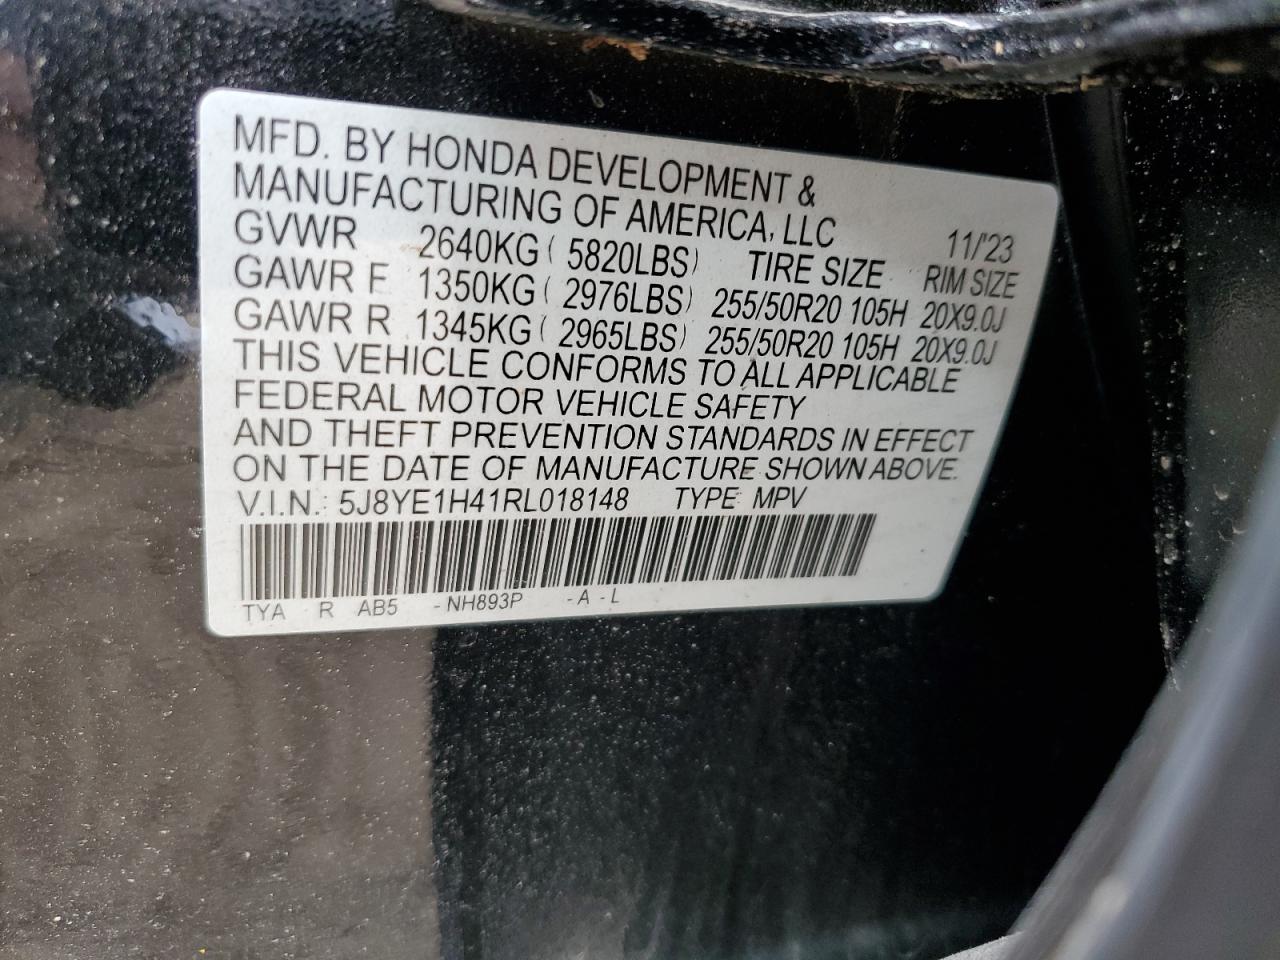 MFD. BY HONDA DEVELOPMENT &
MANUFACTURING OF AMERICA, LLC 11/'23
GVWR 2640KG ( 5820LBS) TIRE SIZE RIM SIZE
GAWR F 1350KG ( 2976LBS) 255/50R20 105H 20X9.0J
GAWR R 1345KG ( 2965LBS) 255/50R20 105H 20X9.0J
THIS VEHICLE CONFORMS TO ALL APPLICABLE
FEDERAL MOTOR VEHICLE SAFETY
AND THEFT PREVENTION STANDARDS IN EFFECT
ON THE DATE OF MANUFACTURE SHOWN ABOVE.
V.I.N.: 5J8YE1H41RL018148 TYPE: MPV
TYA R AB5 -NH893P -A -L